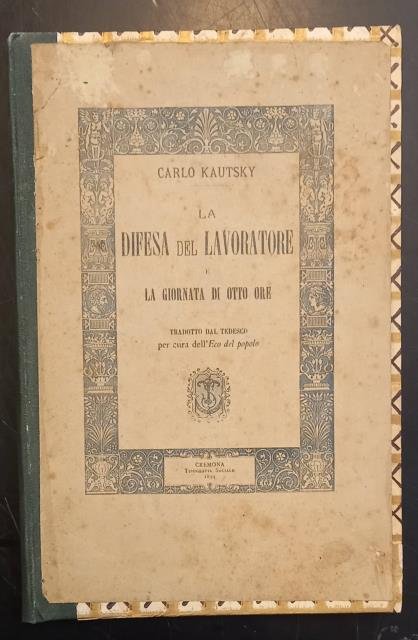 CARLO KAUTSKY
LA
DIFESA DEL LAVORATORE
E
LA GIORNATA DI OTTO ORE
TRADOTTO DAL TEDESCO
per cura dell'Eco del popolo
CREMONA
TIPOGRAFIA SOCIALE